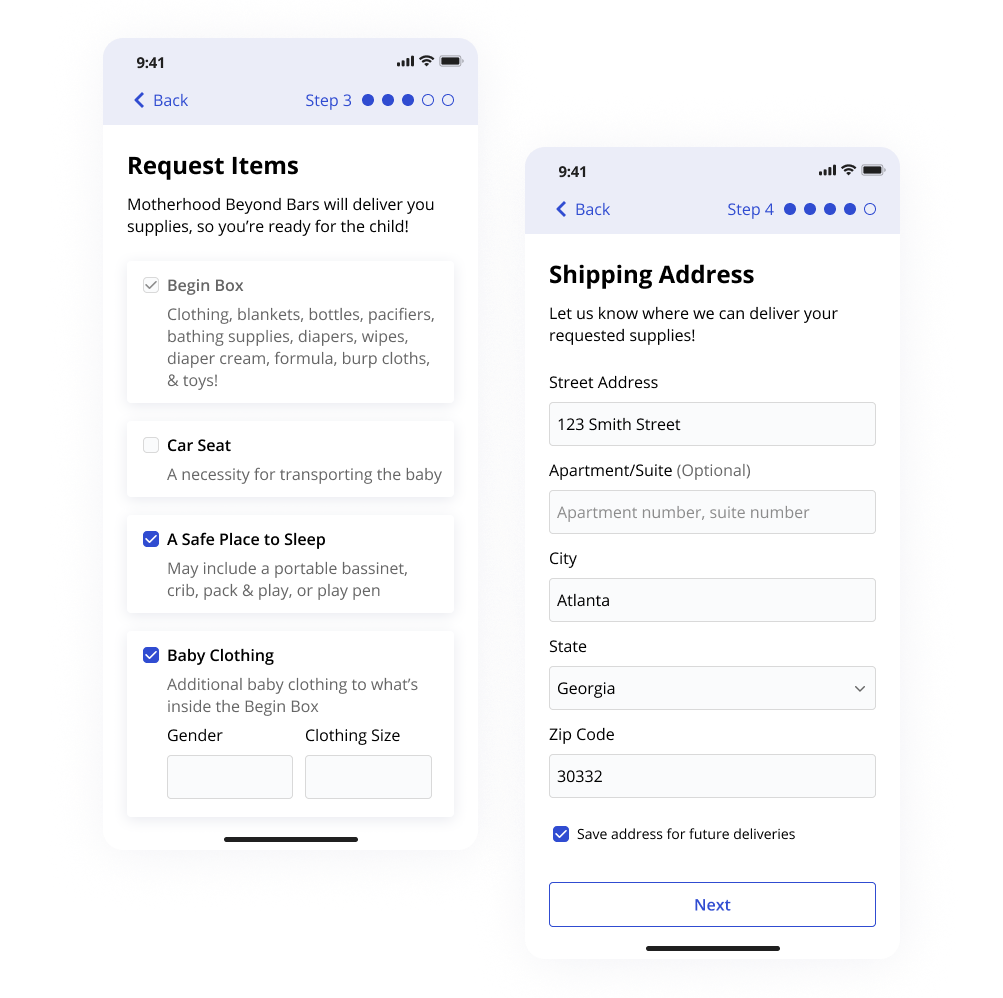 9:41
Back
Step 3
Request Items
Motherhood Beyond Bars will deliver you
supplies, so you’re ready for the child!
Begin Box
Clothing, blankets, bottles, pacifiers,
bathing supplies, diapers, wipes,
diaper cream, formula, burp cloths,
& toys!
Car Seat
A necessity for transporting the baby
A Safe Place to Sleep
May include a portable bassinet,
crib, pack & play, or play pen
Baby Clothing
Additional baby clothing to what’s
inside the Begin Box
Gender
Clothing Size
9:41
Back
Step 4
Shipping Address
Let us know where we can deliver your
requested supplies!
Street Address
123 Smith Street
Apartment/Suite (Optional)
Apartment number, suite number
City
Atlanta
State
Georgia
Zip Code
30332
Save address for future deliveries
Next